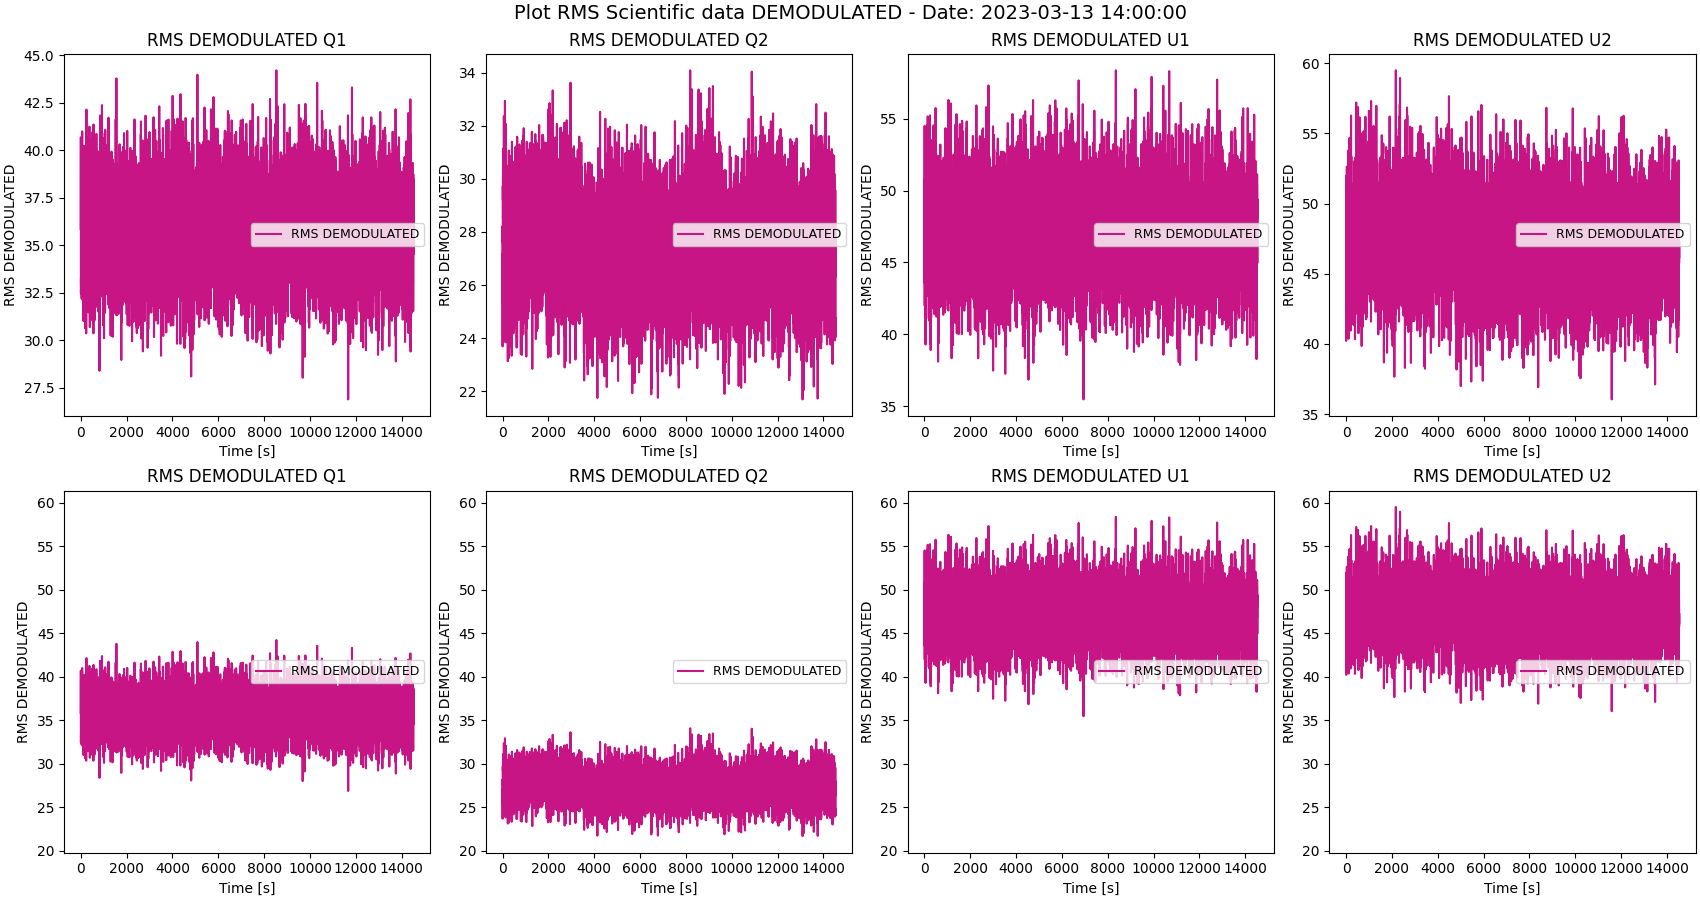 Plot RMS Scientific data DEMODULATED - Date: 2023-03-13 14:00:00
RMS DEMODULATED Q1
RMS DEMODULATED
45.0
42.5
40.0
37.5
35.0
32.5
30.0
27.5
RMS DEMODULATED
0 2000 4000 6000 8000 10000 12000 14000
Time [s]
RMS DEMODULATED Q2
RMS DEMODULATED
34
32
30
28
26
24
22
RMS DEMODULATED
0 2000 4000 6000 8000 10000 12000 14000
Time [s]
RMS DEMODULATED U1
RMS DEMODULATED
55
50
45
40
35
RMS DEMODULATED
0 2000 4000 6000 8000 10000 12000 14000
Time [s]
RMS DEMODULATED U2
RMS DEMODULATED
60
55
50
45
40
35
RMS DEMODULATED
0 2000 4000 6000 8000 10000 12000 14000
Time [s]
RMS DEMODULATED Q1
RMS DEMODULATED
60
55
50
45
40
35
30
25
20
RMS DEMODULATED
0 2000 4000 6000 8000 10000 12000 14000
Time [s]
RMS DEMODULATED Q2
RMS DEMODULATED
60
55
50
45
40
35
30
25
20
RMS DEMODULATED
0 2000 4000 6000 8000 10000 12000 14000
Time [s]
RMS DEMODULATED U1
RMS DEMODULATED
60
55
50
45
40
35
30
25
20
RMS DEMODULATED
0 2000 4000 6000 8000 10000 12000 14000
Time [s]
RMS DEMODULATED U2
RMS DEMODULATED
60
55
50
45
40
35
30
25
20
RMS DEMODULATED
0 2000 4000 6000 8000 10000 12000 14000
Time [s]